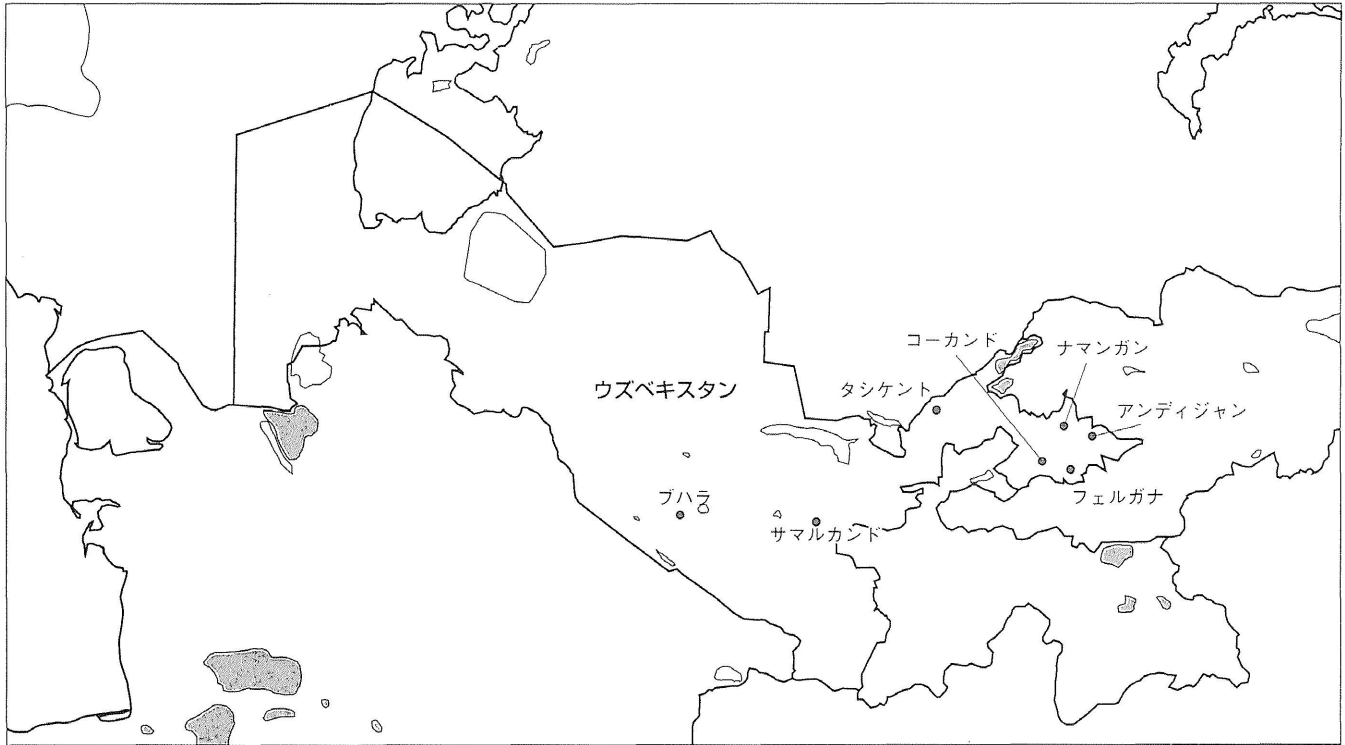 コーカンド
ナマンガン
タシケント
ウズベキスタン
アンディジャン
フェルガナ
ブハラ
サマルカンド